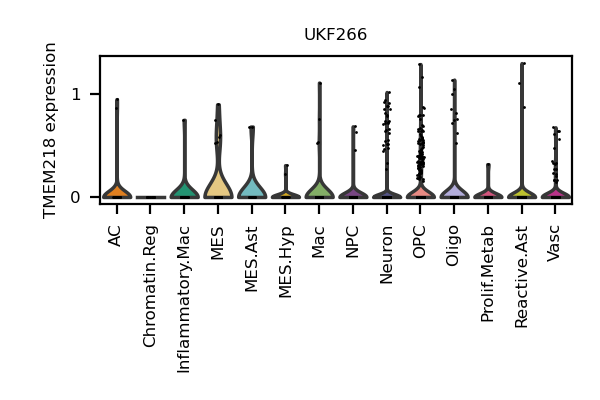 UKF266
TMEM218 expression
1
0
AC
Chromatin.Reg
Inflammatory.Mac
MES
MES.Ast
MES.Hyp
Mac
NPC
Neuron
OPC
Oligo
Prolif.Metab
Reactive.Ast
Vasc